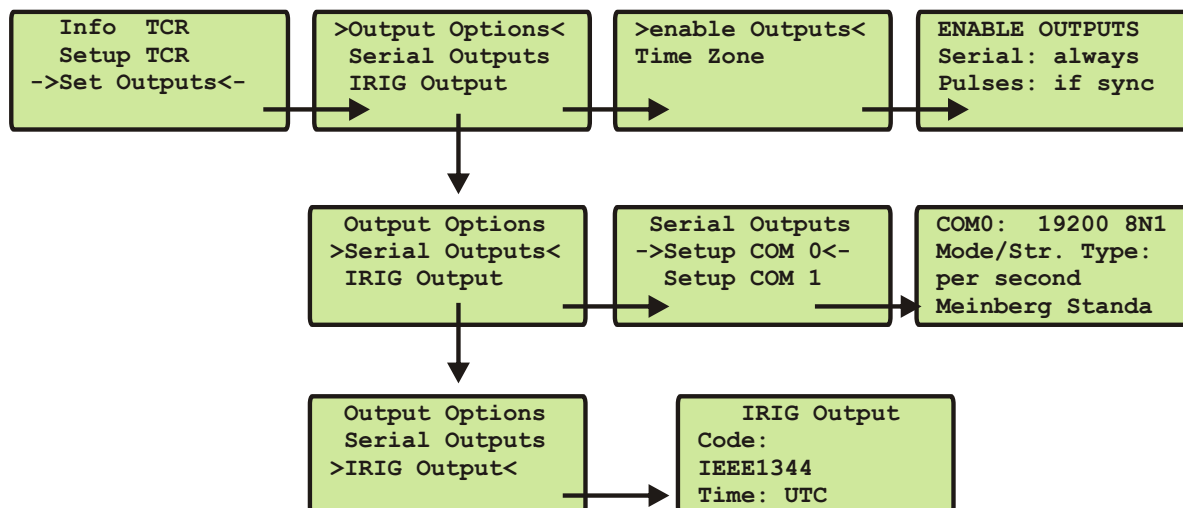 Info TCR
Setup TCR
->Set Outputs<-
>Output Options<
Serial Outputs
IRIG Output
>enable Outputs<
Time Zone
ENABLE OUTPUTS
Serial: always
Pulses: if sync
Output Options
>Serial Outputs<
IRIG Output
Serial Outputs
->Setup COM 0<-
Setup COM 1
COM0: 19200 8N1
Mode/Str. Type:
per second
Meinberg Standa
Output Options
Serial Outputs
>IRIG Output<
IRIG Output
Code:
IEEE1344
Time: UTC